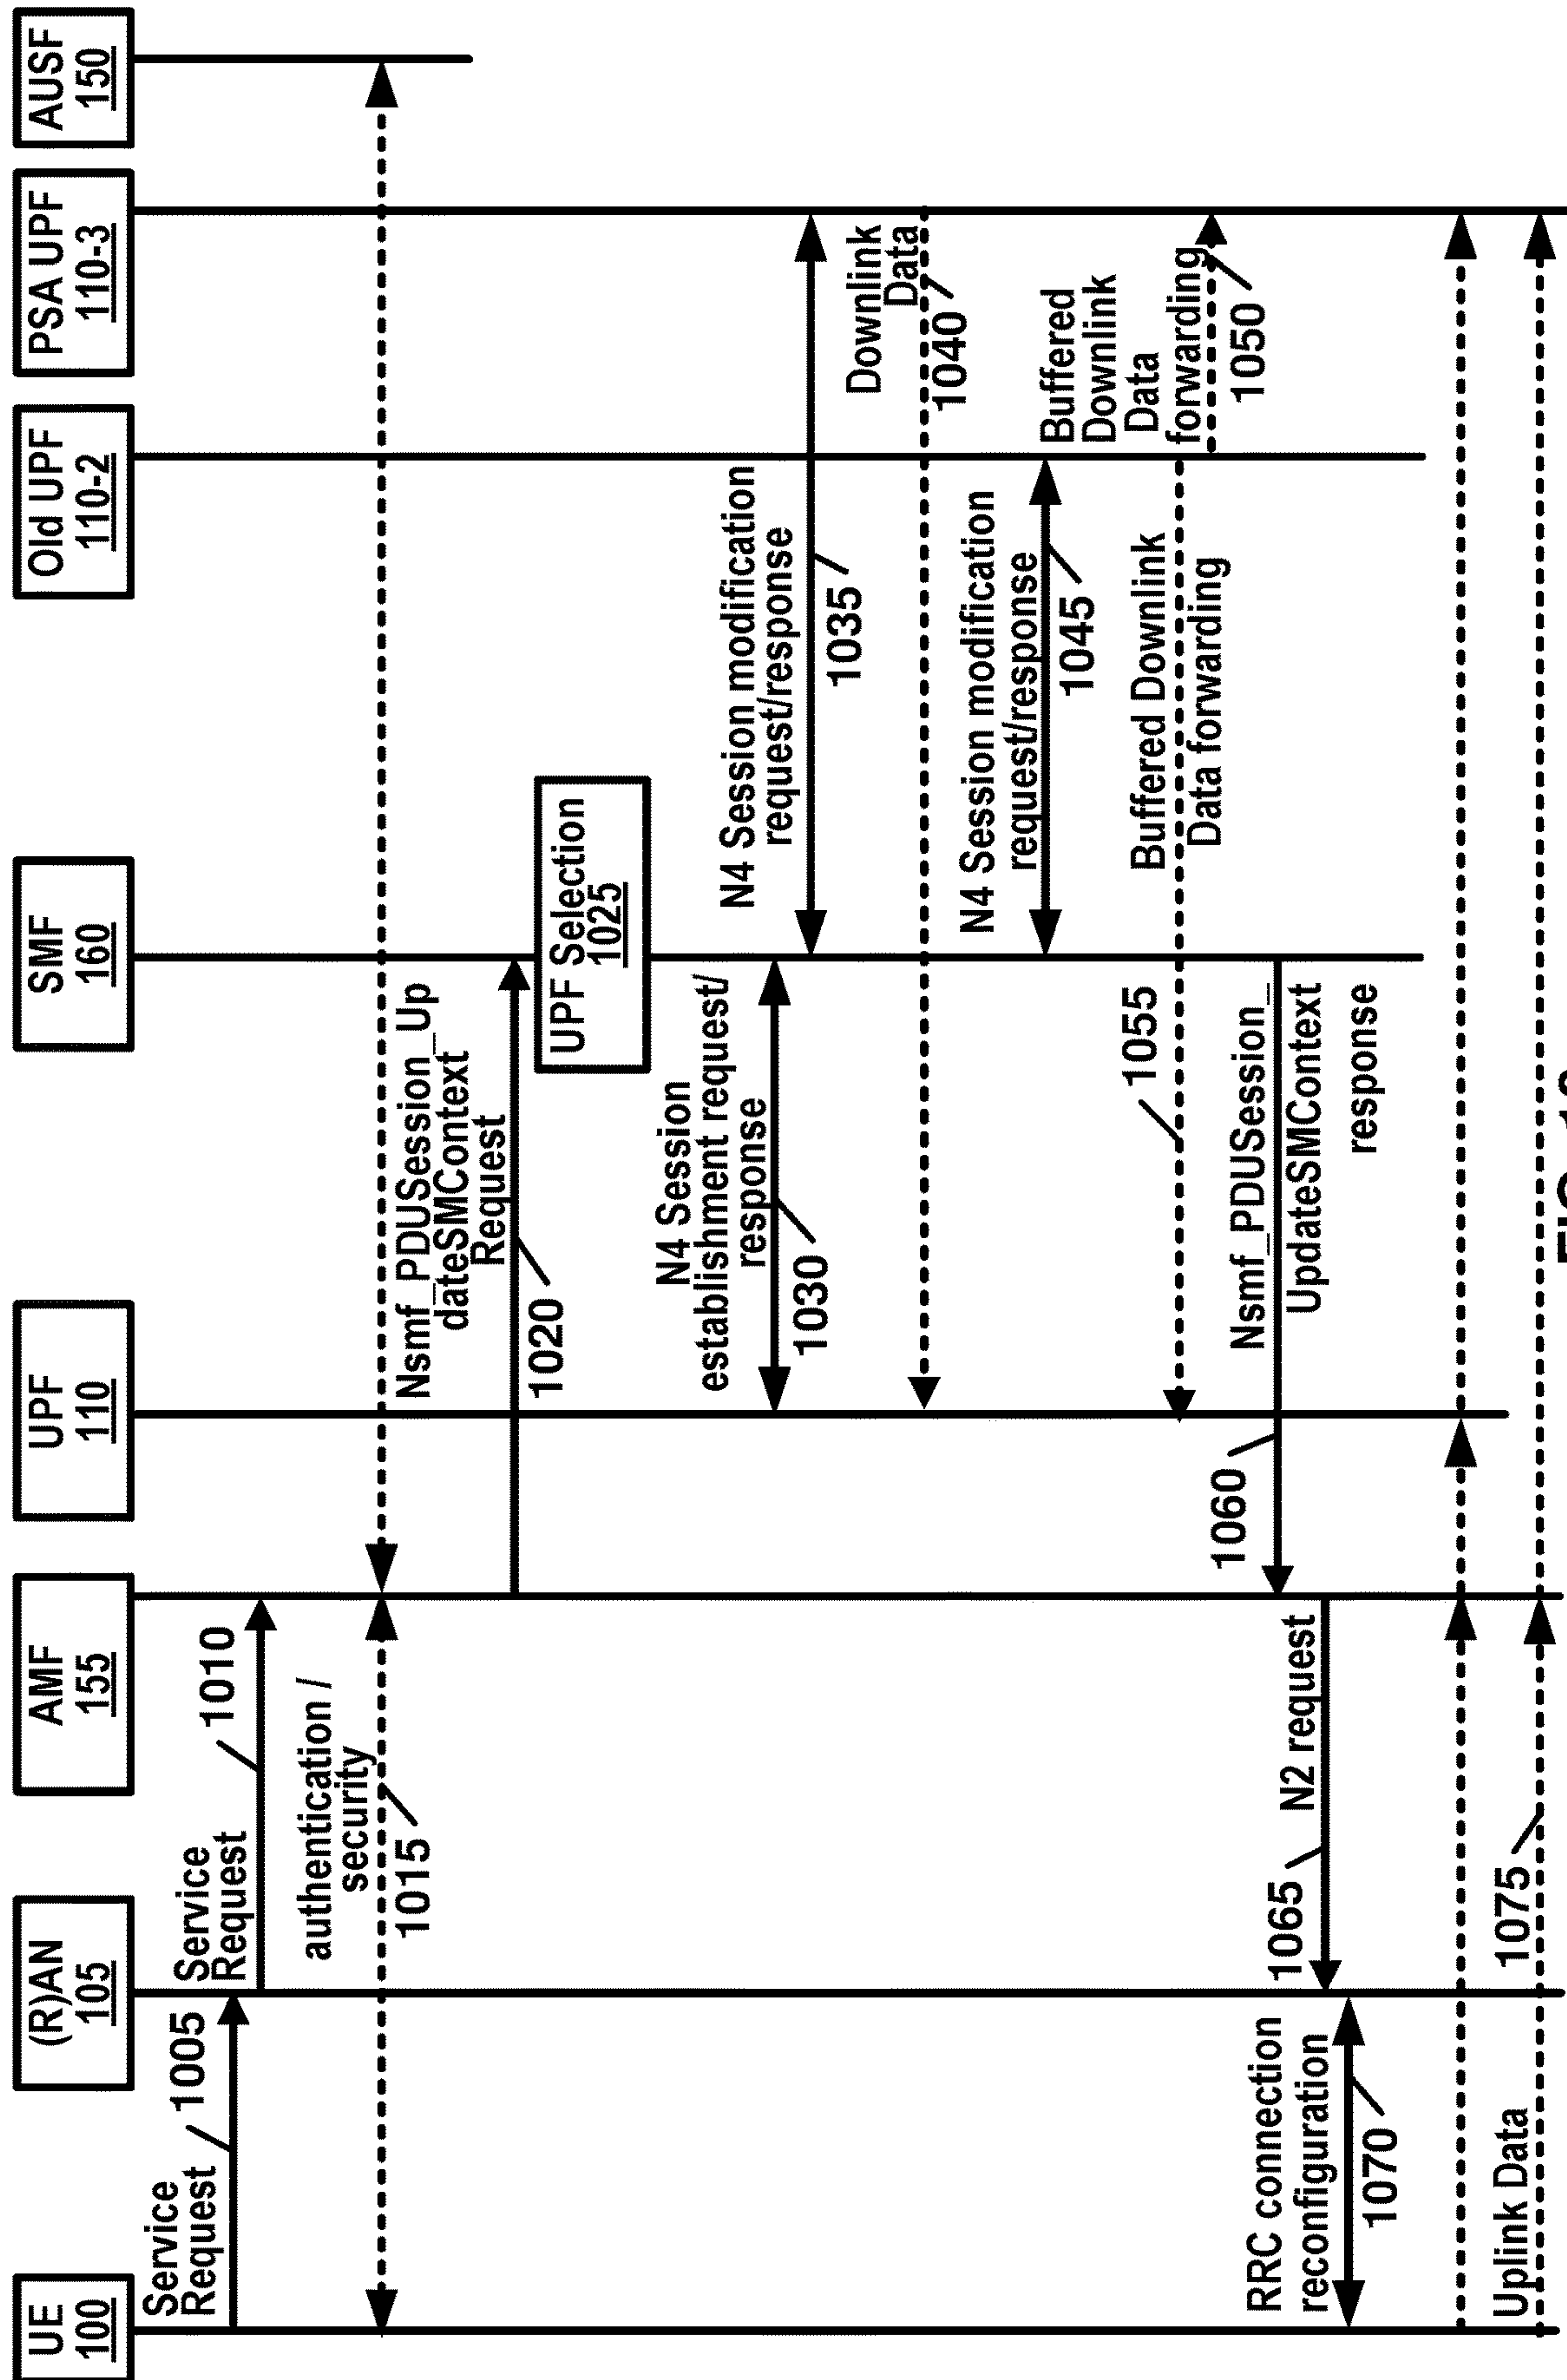 UE
100
(R)AN
105
AMF
155
UPF
110
SMF
160
Old UPF
110-2
PSA UPF
110-3
AUSF
150
Service
Request
1005
Service
Request
1010
authentication /
security
1015
Nsmf_PDUSession_Up
dateSMContext
Request
1020
UPF Selection
1025
N4 Session
establishment request/
response
1030
N4 Session modification
request/response
1035
Downlink
Data
1040
N4 Session modification
request/response
1045
Buffered
Downlink
Data
forwarding
1050
Buffered Downlink
Data forwarding
1055
Nsmf_PDUSession_
UpdateSMContext
response
1060
N2 request
1065
RRC connection
reconfiguration
1070
Uplink Data
1075